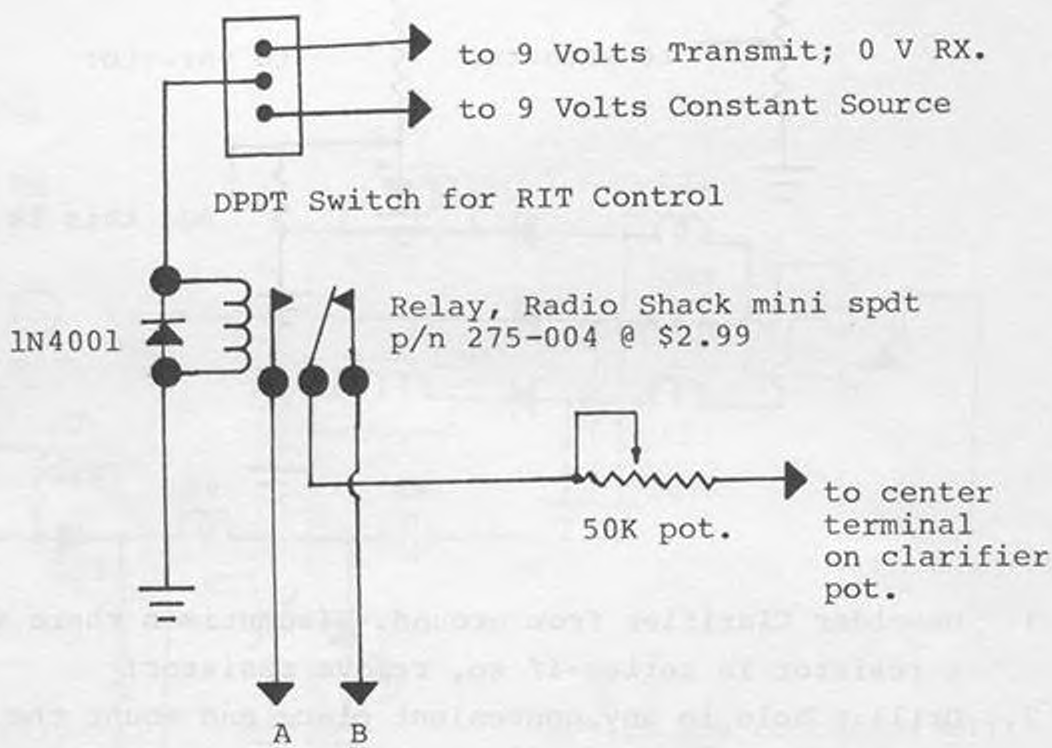 to 9 Volts Transmit; 0 V RX.
to 9 Volts Constant Source
DPDT Switch for RIT Control
1N4001
Relay, Radio Shack mini spdt
p/n 275-004 @ $2.99
50K pot.
to center
terminal
on clarifier
pot.
A B